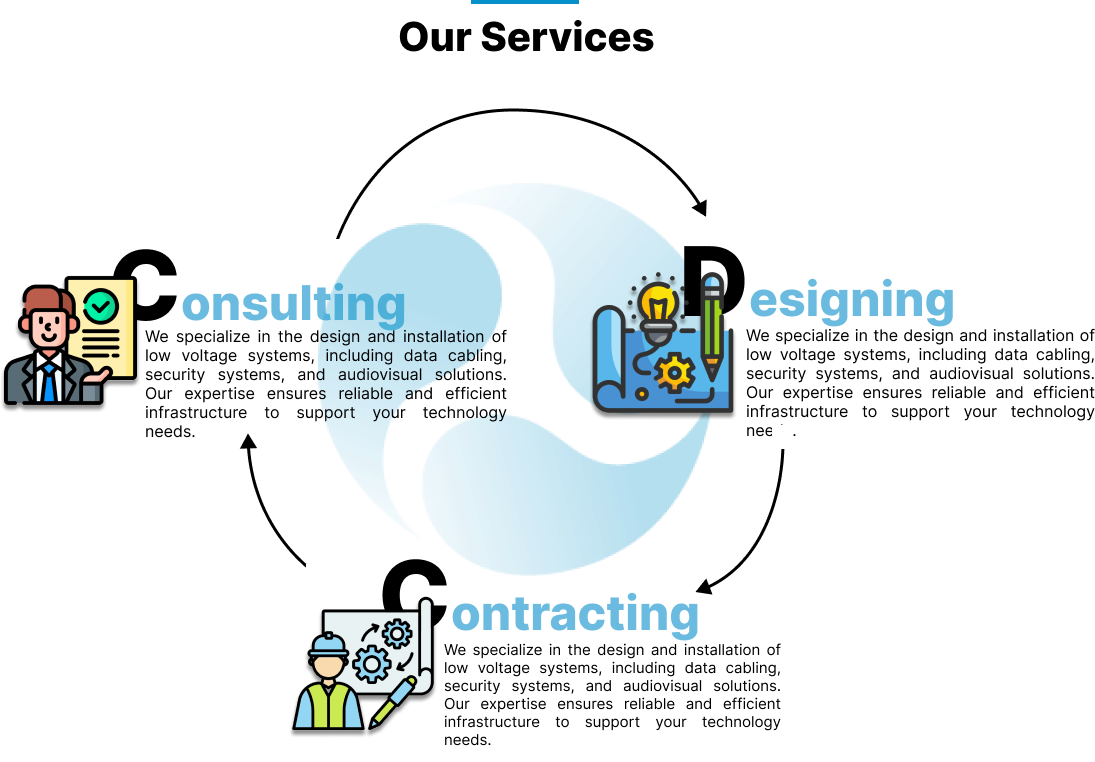 Our Services
Consulting
We specialize in the design and installation of
low voltage systems, including data cabling,
security systems, and audiovisual solutions.
Our expertise ensures reliable and efficient
infrastructure to support your technology
needs.
Designing
We specialize in the design and installation of
low voltage systems, including data cabling,
security systems, and audiovisual solutions.
Our expertise ensures reliable and efficient
infrastructure to support your technology
Contracting
We specialize in the design and installation of
low voltage systems, including data cabling,
security systems, and audiovisual solutions.
Our expertise ensures reliable and efficient
infrastructure to support your technology
needs.